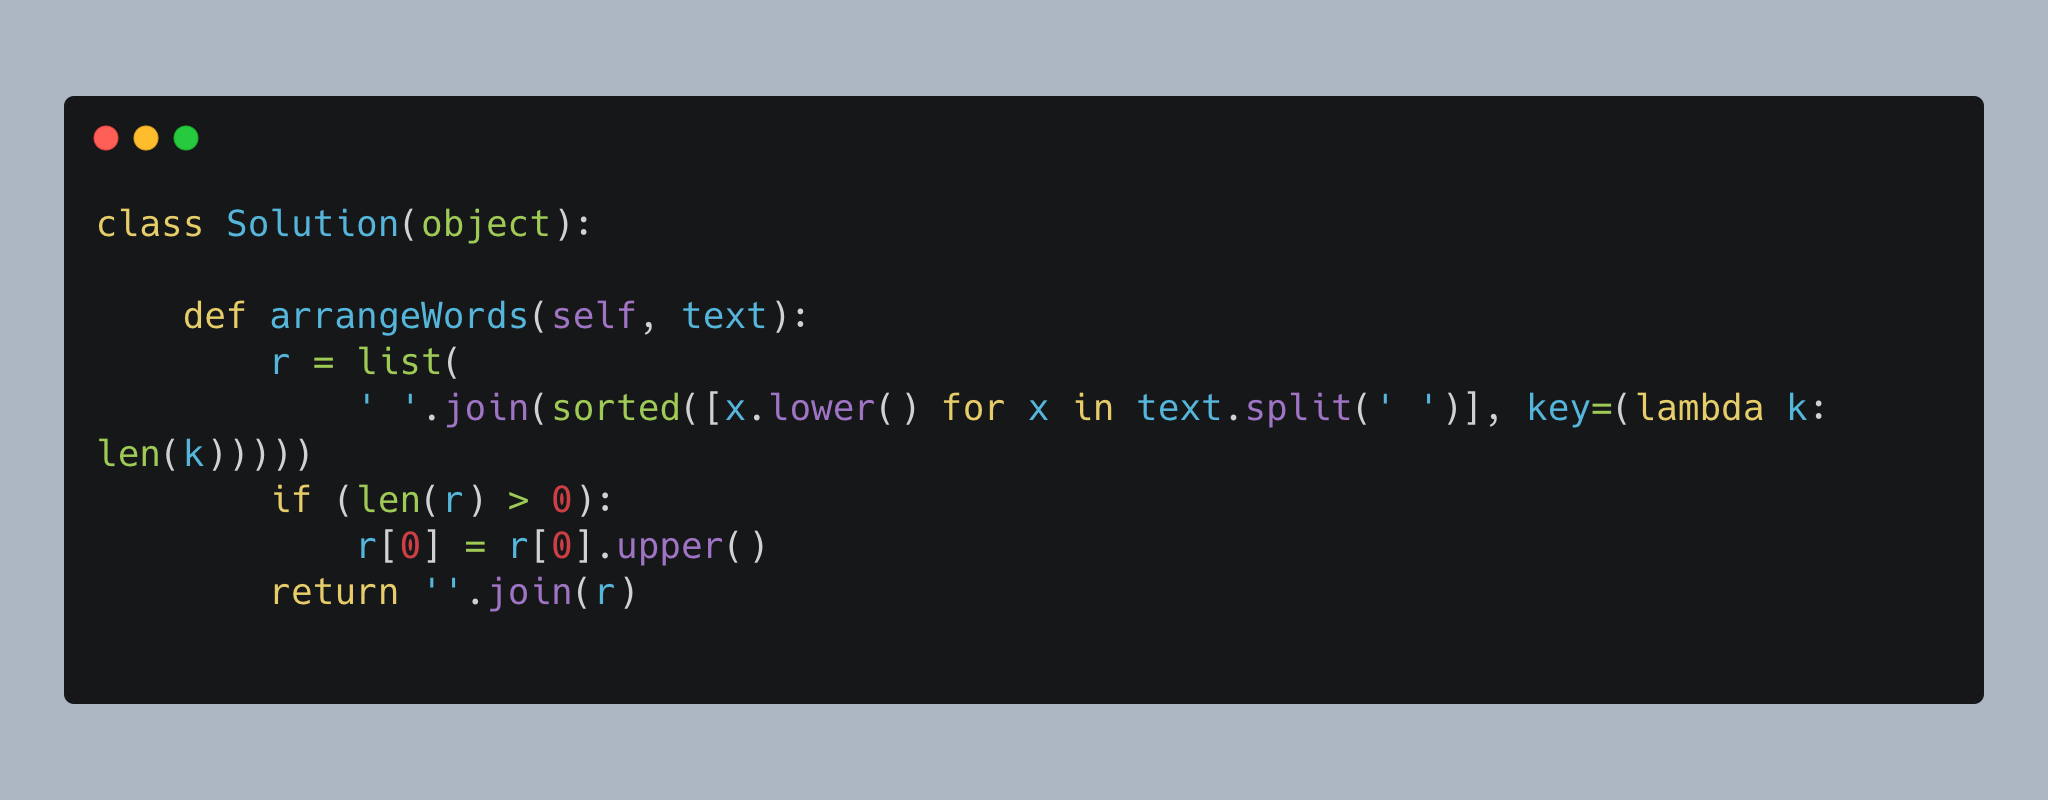 class Solution(object):

    def arrangeWords(self, text):
        r = list(
            ' '.join(sorted([x.lower() for x in text.split(' ')], key=(lambda k:
len(k)))))
        if (len(r) > 0):
            r[0] = r[0].upper()
        return ''.join(r)